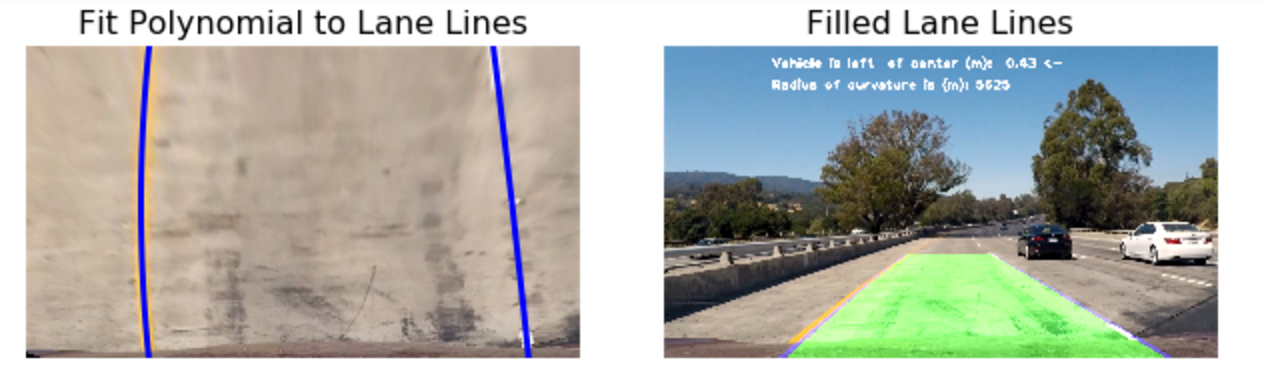 Fit Polynomial to Lane Lines
Filled Lane Lines
Vehicle is left of center (m): 0.43 <-
Radius of curvature is (m): 5625